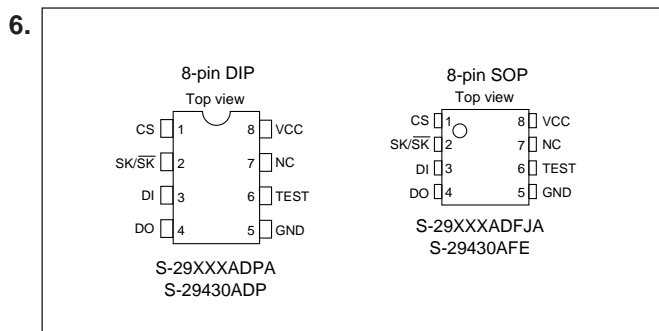 6.
8-pin DIP
Top view
CS 1 8 VCC
SK/S̅K̅ 2 7 NC
DI 3 6 TEST
DO 4 5 GND
S-29XXXADPA
S-29430ADP
8-pin SOP
Top view
CS 1 8 VCC
SK/S̅K̅ 2 7 NC
DI 3 6 TEST
DO 4 5 GND
S-29XXXADFJA
S-29430AFE